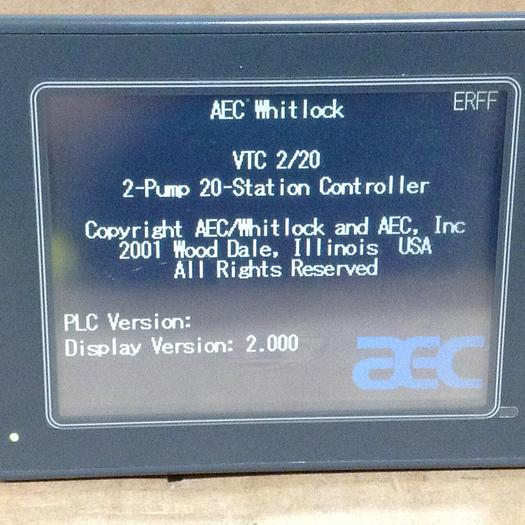 AEC Whitlock
ERFF
VTC 2/20
2-Pump 20-Station Controller
Copyright AEC/Whitlock and AEC, Inc
2001 Wood Dale, Illinois USA
All Rights Reserved
PLC Version:
Display Version: 2.000
aec